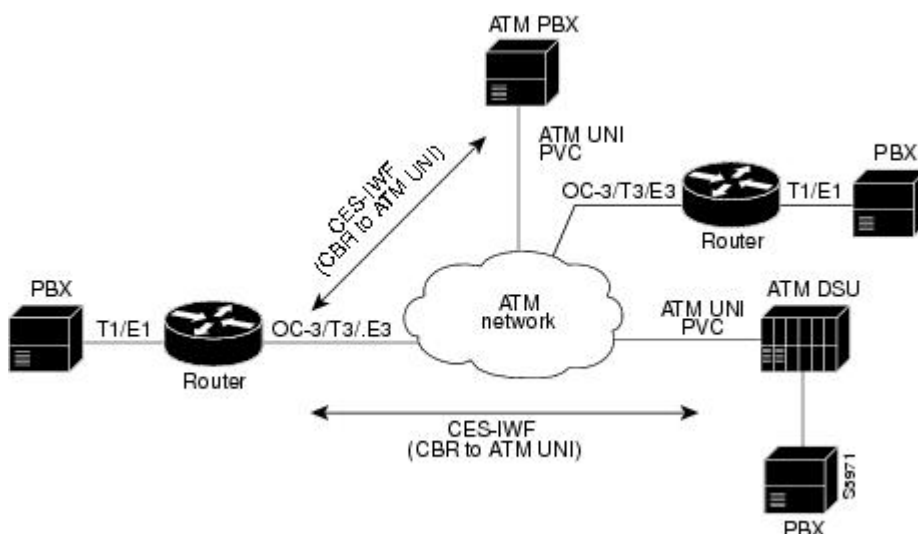 ATM PBX
ATM UNI
PVC
CES-IWF
(CBR to ATM UNI)
PBX
OC-3/T3/E3
T1/E1
Router
PBX
T1/E1
OC-3/T3/.E3
Router
ATM
network
ATM UNI
PVC
ATM DSU
CES-IWF
(CBR to ATM UNI)
S5971
PBX